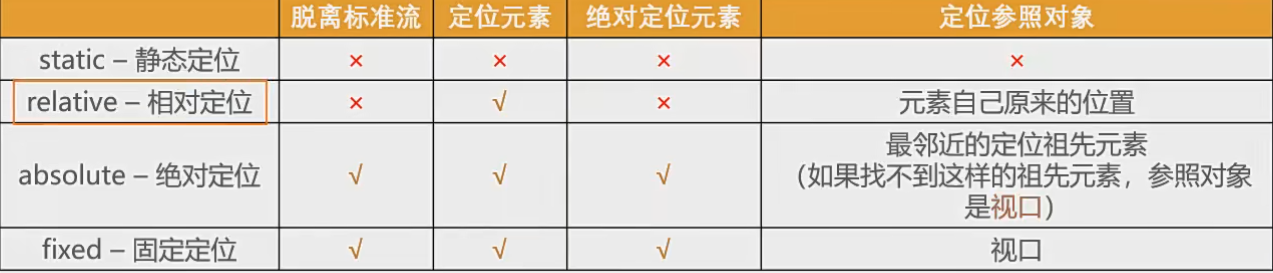 脱离标准流 定位元素 绝对定位元素 定位参照对象
static – 静态定位 × × × ×
relative – 相对定位 × √ × 元素自己原来的位置
absolute – 绝对定位 √ √ √ 最邻近的定位祖先元素
（如果找不到这样的祖先元素，参照对象
是视口）
fixed – 固定定位 √ √ √ 视口